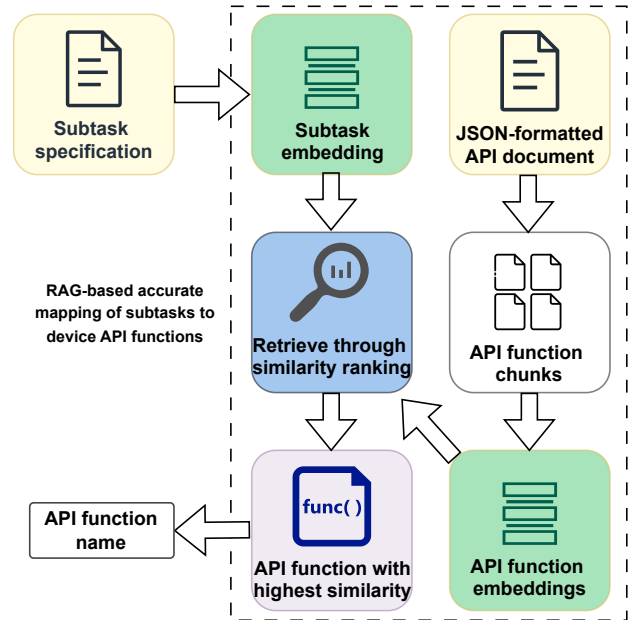 Subtask
specification
Subtask
embedding
JSON-formatted
API document
RAG-based accurate
mapping of subtasks to
device API functions
Retrieve through
similarity ranking
API function
chunks
API function
name
func( )
API function with
highest similarity
API function
embeddings